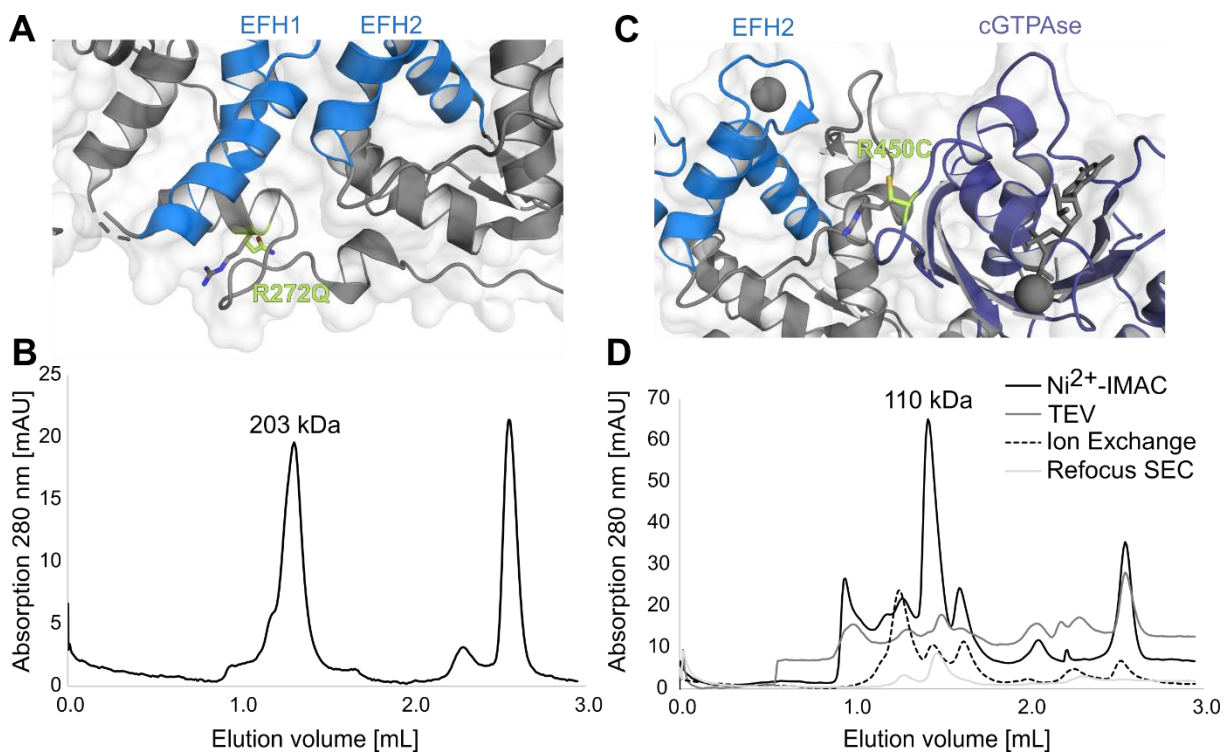 A
EFH1 EFH2
R272Q
B
25
20
15
10
5
0
Absorption 280 nm [mAU]
203 kDa
0.0 1.0 2.0 3.0
Elution volume [mL]
C
EFH2 cGTPAse
R450C
D
70
60
50
40
30
20
10
0
Absorption 280 nm [mAU]
110 kDa
Ni²⁺-IMAC
TEV
Ion Exchange
Refocus SEC
0.0 1.0 2.0 3.0
Elution volume [mL]